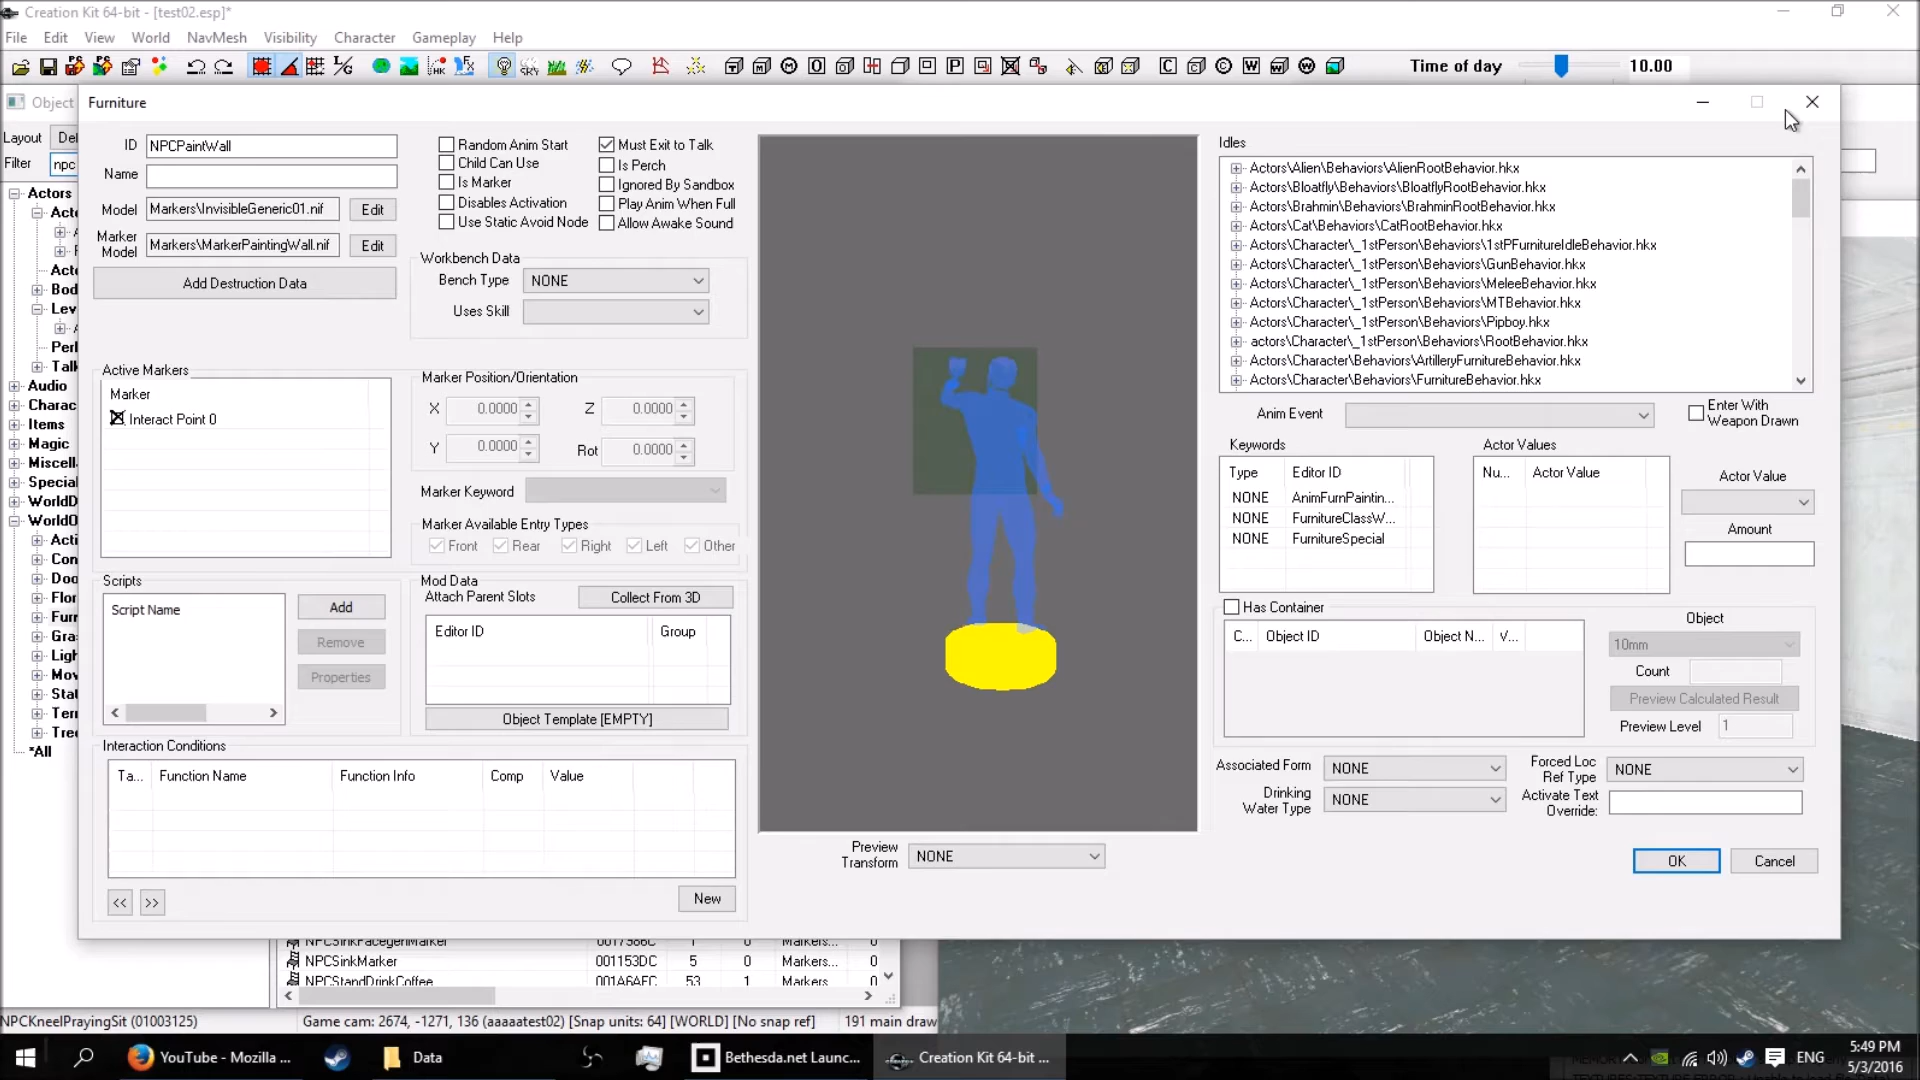 Creation Kit 64-bit - [test02.esp]*
File Edit View World NavMesh Visibility Character Gameplay Help
Time of day 10.00
Object
Layout
Filter npc
Actors
Audio
Items
Magic
*All
Furniture
ID NPCPaintWall
Name
Model Markers\InvisibleGeneric01.nif Edit
Marker Model Markers\MarkerPaintingWall.nif Edit
Add Destruction Data
Random Anim Start
Child Can Use
Is Marker
Disables Activation
Use Static Avoid Node
Must Exit to Talk
Is Perch
Ignored By Sandbox
Play Anim When Full
Allow Awake Sound
Workbench Data
Bench Type NONE
Uses Skill
Active Markers
Marker
Interact Point 0
Marker Position/Orientation
X 0.0000 Z 0.0000
Y 0.0000 Rot 0.0000
Marker Keyword
Marker Available Entry Types
Front Rear Right Left Other
Scripts
Script Name
Add
Remove
Properties
Mod Data
Attach Parent Slots Collect From 3D
Editor ID Group
Object Template [EMPTY]
Interaction Conditions
Ta... Function Name Function Info Comp Value
<< >> New
Preview Transform NONE
Idles
Actors\Alien\Behaviors\AlienRootBehavior.hkx
Actors\Bloatfly\Behaviors\BloatflyRootBehavior.hkx
Actors\Brahmin\Behaviors\BrahminRootBehavior.hkx
Actors\Cat\Behaviors\CatRootBehavior.hkx
Actors\Character\_1stPerson\Behaviors\1stPFurnitureIdleBehavior.hkx
Actors\Character\_1stPerson\Behaviors\GunBehavior.hkx
Actors\Character\_1stPerson\Behaviors\MeleeBehavior.hkx
Actors\Character\_1stPerson\Behaviors\MTBehavior.hkx
Actors\Character\_1stPerson\Behaviors\Pipboy.hkx
actors\Character\_1stPerson\Behaviors\RootBehavior.hkx
Actors\Character\Behaviors\ArtilleryFurnitureBehavior.hkx
Actors\Character\Behaviors\FurnitureBehavior.hkx
Anim Event
Enter With Weapon Drawn
Keywords
Type Editor ID
NONE AnimFurnPaintin...
NONE FurnitureClassW...
NONE FurnitureSpecial
Actor Values
Nu... Actor Value
Actor Value
Amount
Has Container
C... Object ID Object N... V...
Object
10mm
Count
Preview Calculated Result
Preview Level 1
Associated Form NONE
Drinking Water Type NONE
Forced Loc Ref Type NONE
Activate Text Override:
OK Cancel
NPCSinkMarker 001153DC 5 0 Markers... 0
NPCStandDrinkCoffee 001A6AFC 53 1 Markers 0
NPCKneelPrayingSit (01003125) Game cam: 2674, -1271, 136 (aaaaatest02) [Snap units: 64] [WORLD] [No snap ref] 191 main draw
YouTube - Mozilla ... Data Bethesda.net Launc... Creation Kit 64-bit ... ENG 5:49 PM
5/3/2016